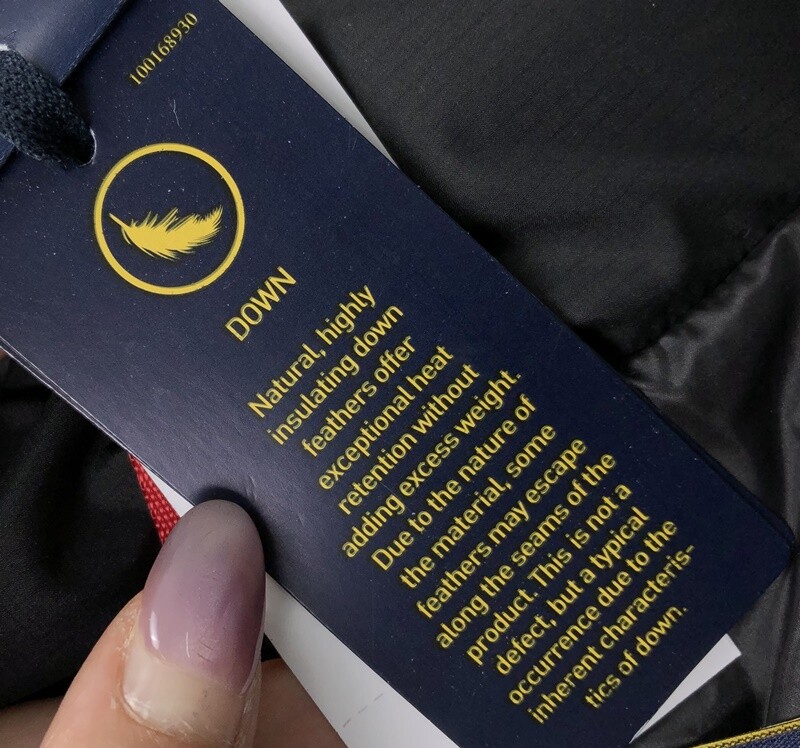 100168930
DOWN
Natural, highly
insulating down
feathers offer
exceptional heat
retention without
adding excess weight.
Due to the nature of
the material, some
feathers may escape
along the seams of the
product. This is not a
defect, but a typical
occurrence due to the
inherent characteris-
tics of down.